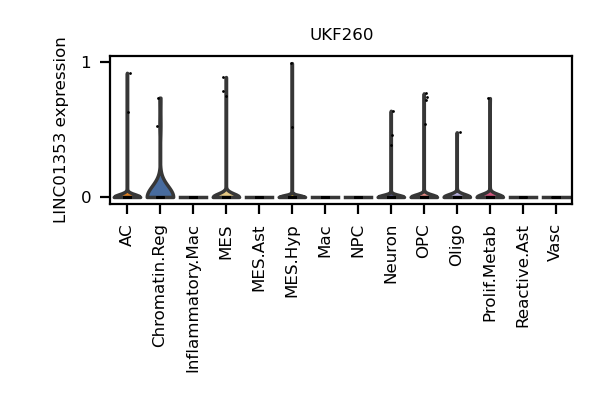 UKF260
LINC01353 expression
1
0
AC
Chromatin.Reg
Inflammatory.Mac
MES
MES.Ast
MES.Hyp
Mac
NPC
Neuron
OPC
Oligo
Prolif.Metab
Reactive.Ast
Vasc